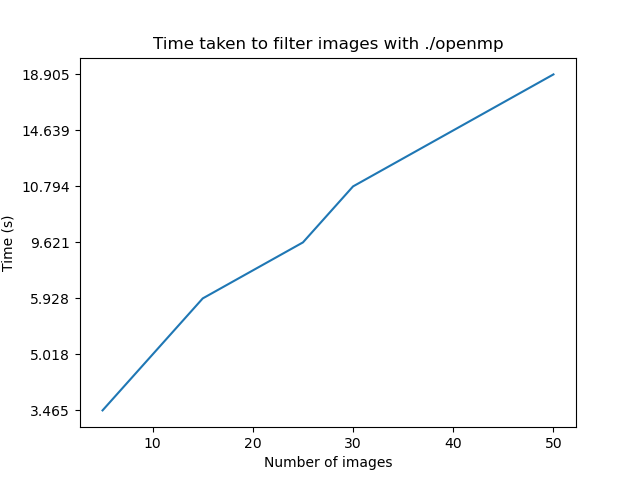 Time taken to filter images with ./openmp
18.905
14.639
10.794
9.621
5.928
5.018
3.465
Time (s)
10 20 30 40 50
Number of images